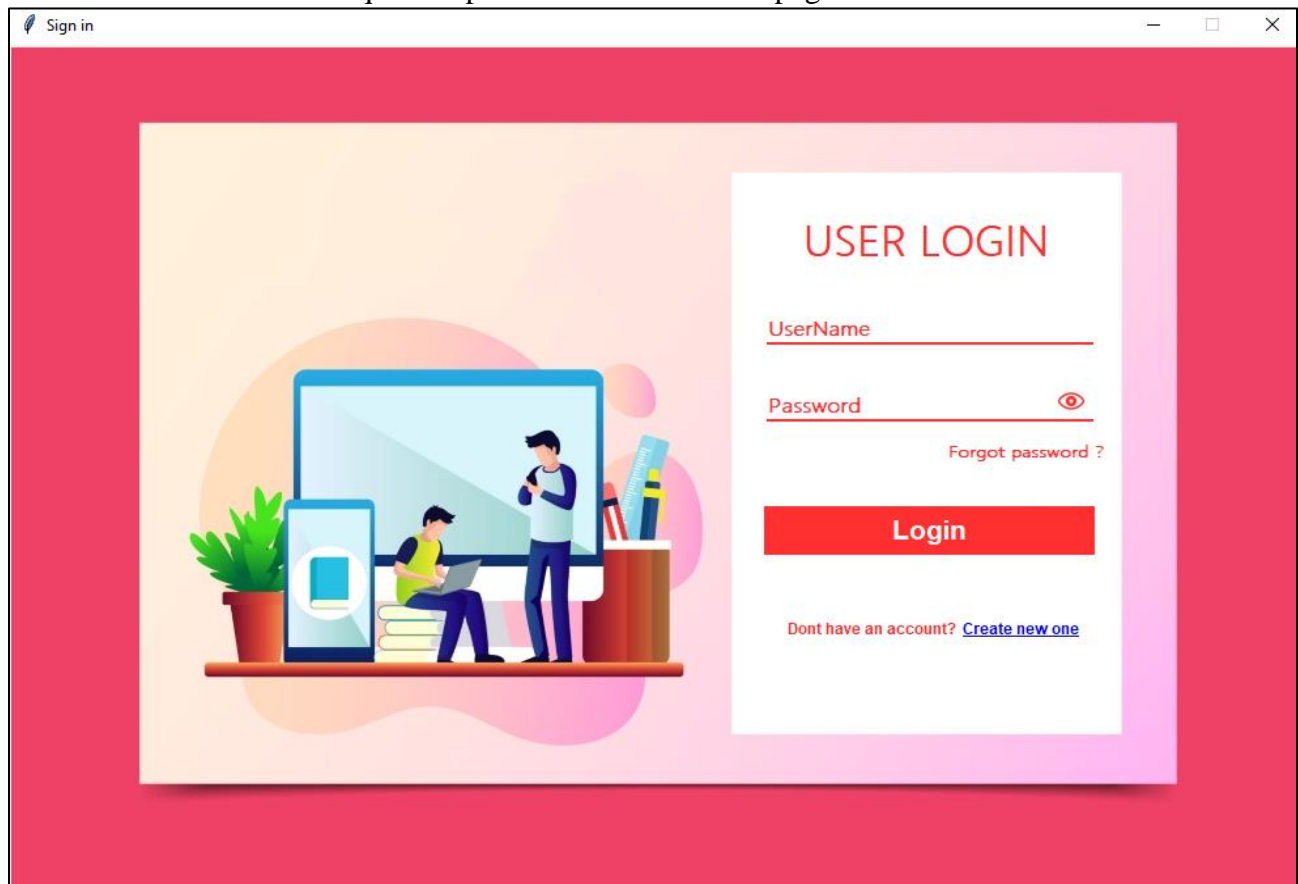 Sign in
USER LOGIN
UserName
Password
Forgot password ?
Login
Dont have an account? Create new one